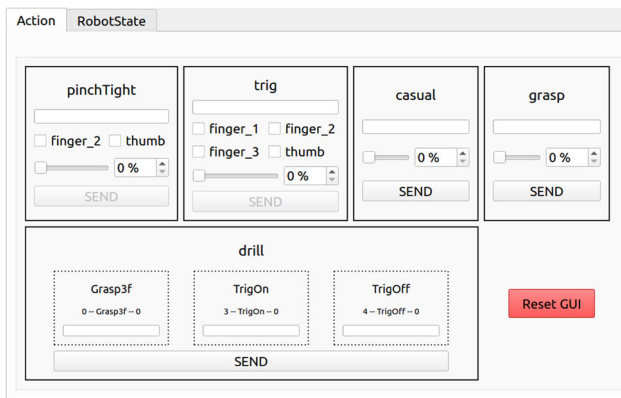 Action RobotState
pinchTight
finger_2 thumb
0 %
SEND
trig
finger_1 finger_2
finger_3 thumb
0 %
SEND
casual
0 %
SEND
grasp
0 %
SEND
drill
Grasp3f TrigOn TrigOff
0 -- Grasp3f -- 0 3 -- TrigOn -- 0 4 -- TrigOff -- 0
SEND
Reset GUI